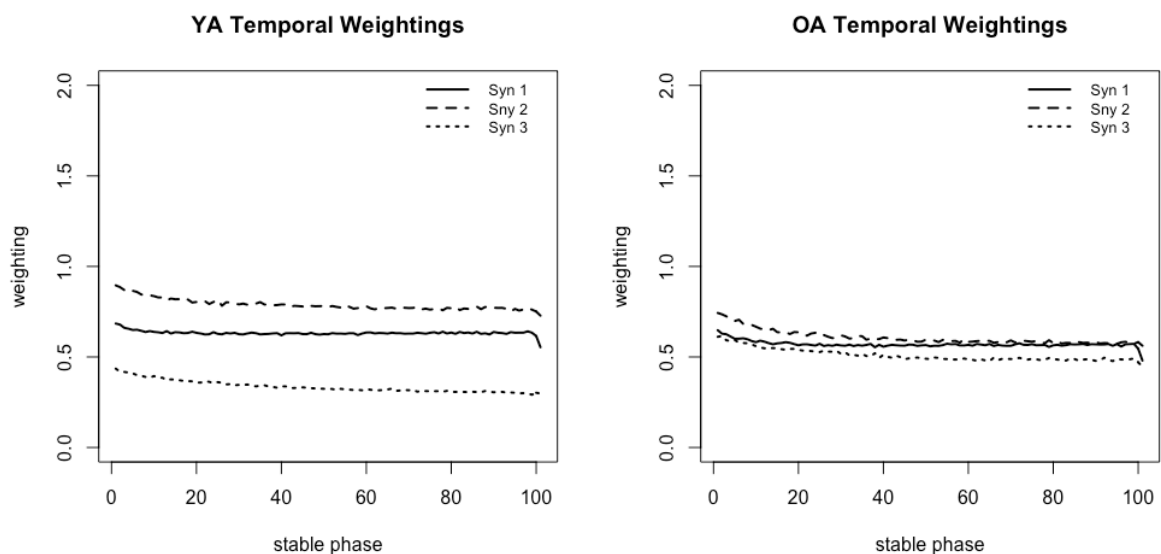 YA Temporal Weightings
Syn 1
Sny 2
Syn 3
2.0
1.5
1.0
0.5
0.0
weighting
0 20 40 60 80 100
stable phase
OA Temporal Weightings
Syn 1
Sny 2
Syn 3
2.0
1.5
1.0
0.5
0.0
weighting
0 20 40 60 80 100
stable phase